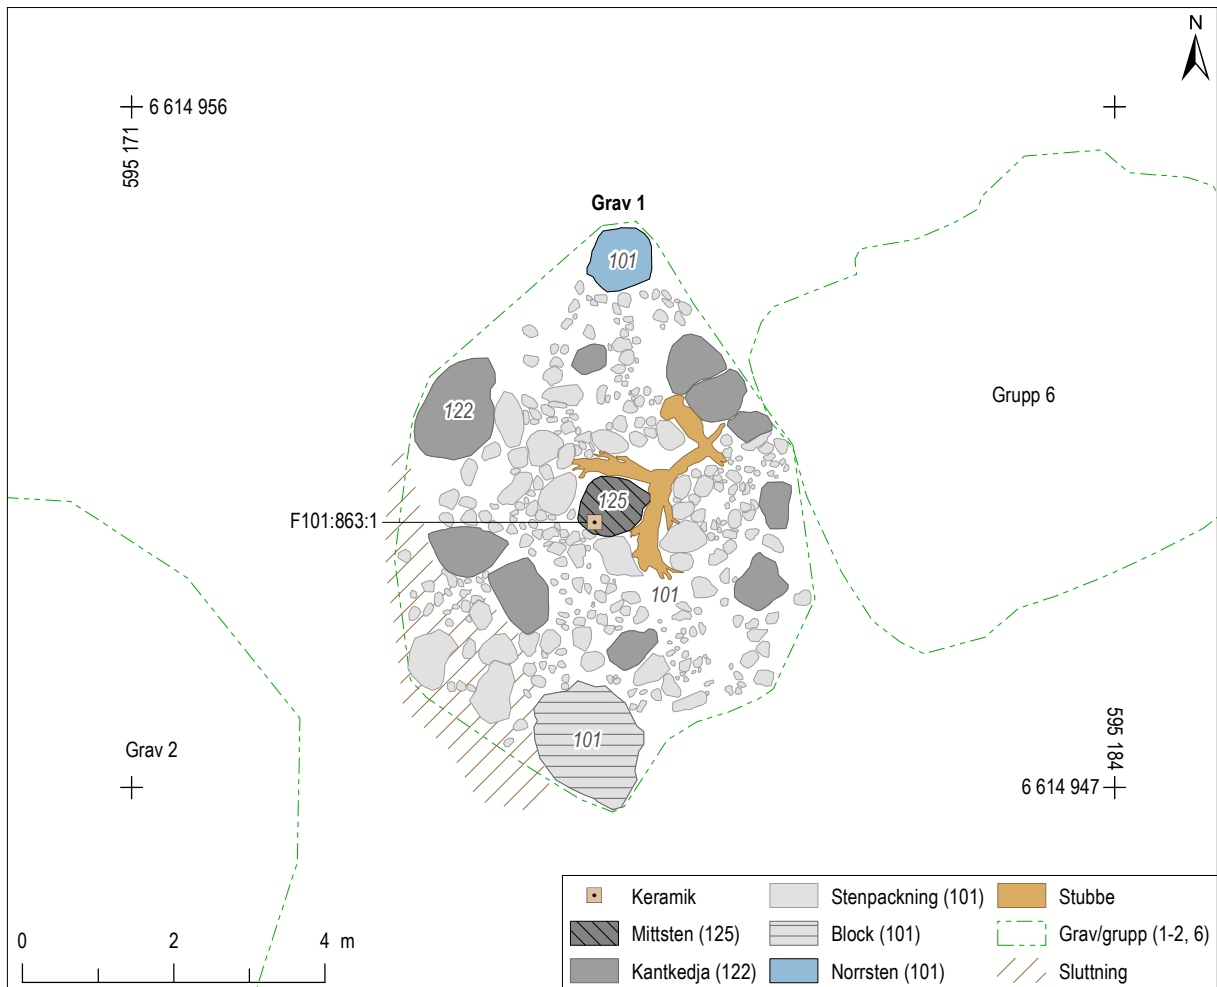 N
6 614 956
595 171
Grav 1
101
Grupp 6
122
125
F101:863:1
101
595 184
101
Grav 2
6 614 947
Keramik
Stenpackning (101)
Stubbe
Mittsten (125)
Block (101)
Grav/grupp (1-2, 6)
Kantkedja (122)
Norrsten (101)
Sluttning
0 2 4 m